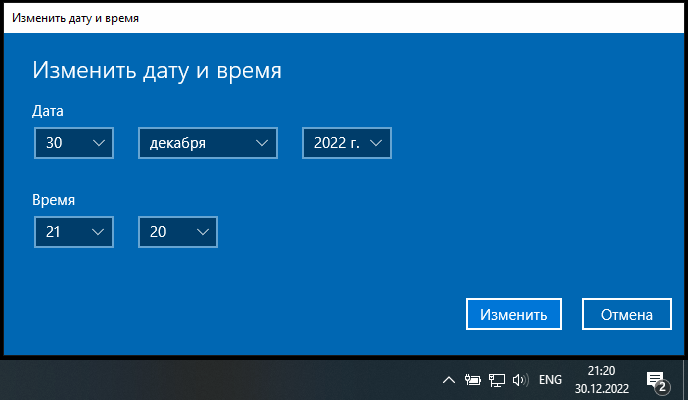 Изменить дату и время
Изменить дату и время
Дата
30 декабря 2022 г.
Время
21 20
Изменить Отмена
ENG
21:20
30.12.2022
2